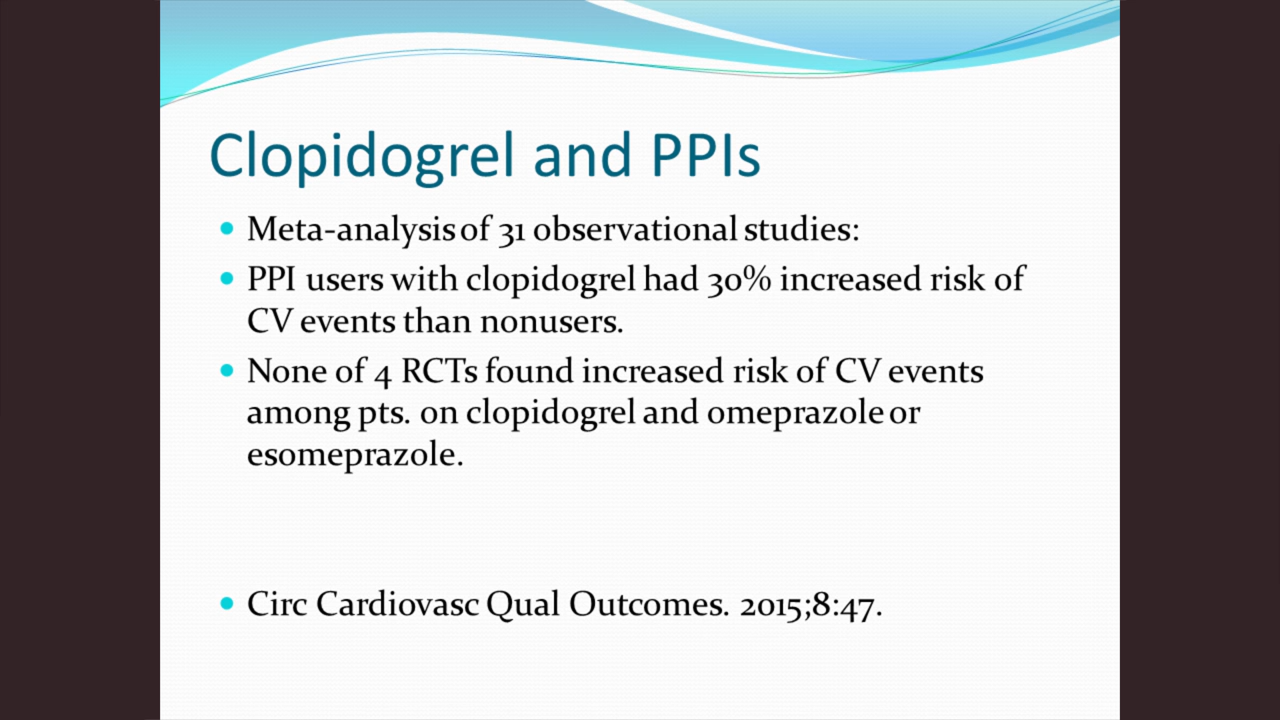 Clopidogrel and PPIs
• Meta-analysis of 31 observational studies:
• PPI users with clopidogrel had 30% increased risk of
CV events than nonusers.
• None of 4 RCTs found increased risk of CV events
among pts. on clopidogrel and omeprazole or
esomeprazole.
• Circ Cardiovasc Qual Outcomes. 2015;8:47.